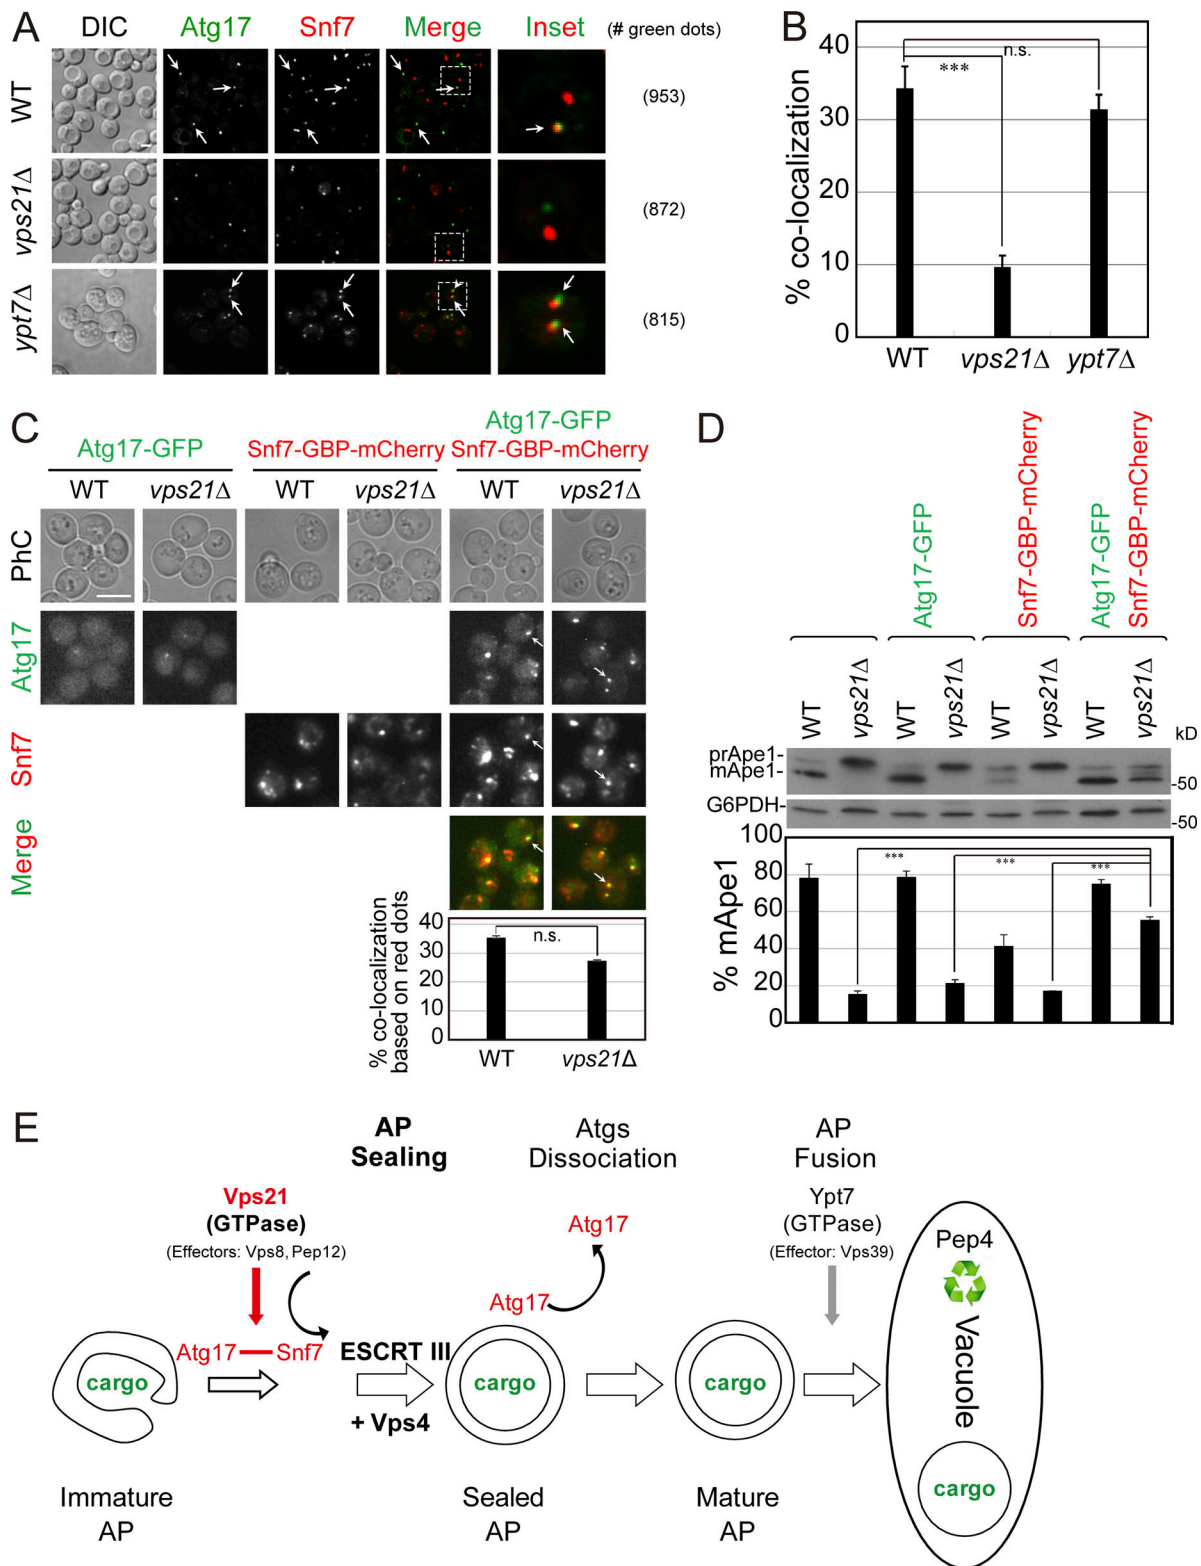 A
DIC Atg17 Snf7 Merge Inset (# green dots)
WT
(953)
vps21Δ
(872)
ypt7Δ
(815)
B
% co-localization
40
30
20
10
0
n.s.
***
WT vps21Δ ypt7Δ
C
Atg17-GFP
Snf7-GBP-mCherry
Atg17-GFP
Snf7-GBP-mCherry
WT vps21Δ WT vps21Δ WT vps21Δ
PhC
Atg17
Snf7
Merge
% co-localization
based on red dots
40
30
20
10
0
n.s.
WT vps21Δ
D
Atg17-GFP
Snf7-GBP-mCherry
Atg17-GFP
Snf7-GBP-mCherry
WT vps21Δ WT vps21Δ WT vps21Δ WT vps21Δ
kD
prApe1-
mApe1-
-50
G6PDH-
-50
% mApe1
100
80
60
40
20
0
*** *** ***
E
AP
Sealing
Atgs
Dissociation
AP
Fusion
Vps21
(GTPase)
(Effectors: Vps8, Pep12)
Atg17
Ypt7
(GTPase)
(Effector: Vps39)
Pep4
Vacuole
Atg17
Atg17 Snf7
ESCRT III
+ Vps4
cargo
cargo
cargo
cargo
Immature
AP
Sealed
AP
Mature
AP